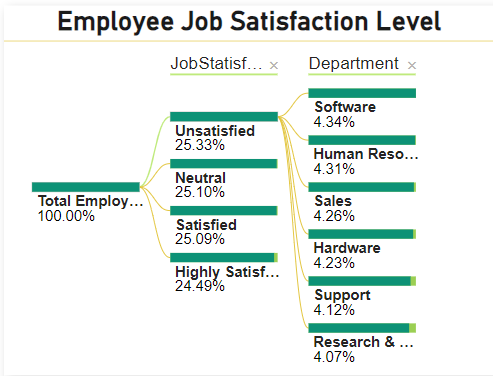 Employee Job Satisfaction Level
JobStatisf... × Department ×
Software
4.34%
Unsatisfied
25.33%
Human Reso...
4.31%
Neutral
25.10%
Total Employ...
100.00%
Sales
4.26%
Satisfied
25.09%
Hardware
4.23%
Highly Satisf...
24.49%
Support
4.12%
Research & ...
4.07%